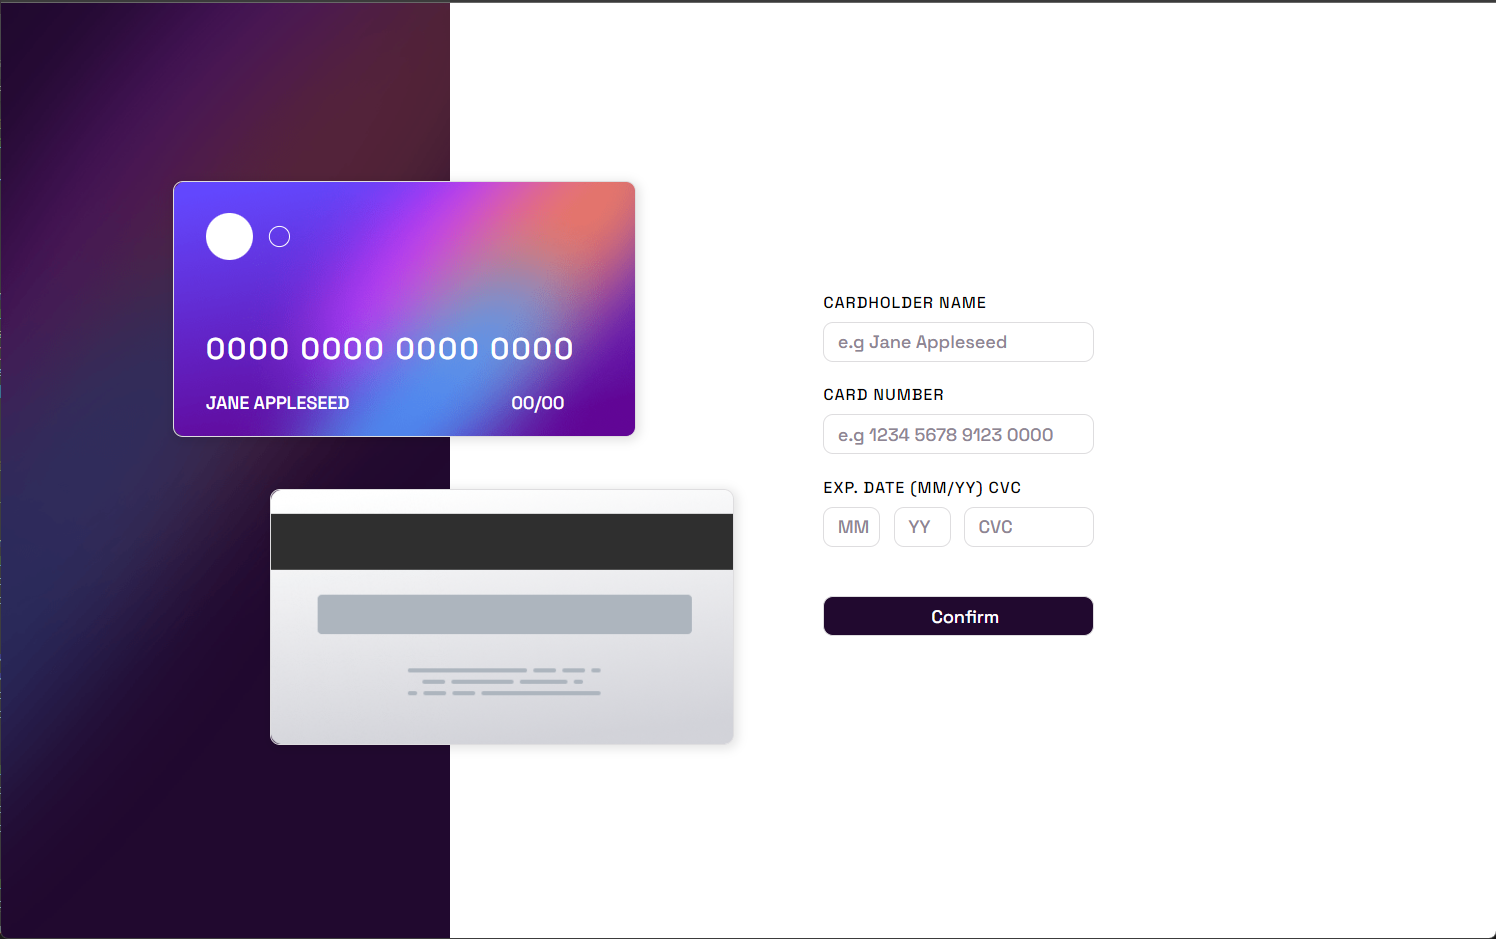 0000 0000 0000 0000
JANE APPLESEED 00/00
CARDHOLDER NAME
e.g Jane Appleseed
CARD NUMBER
e.g 1234 5678 9123 0000
EXP. DATE (MM/YY) CVC
MM YY CVC
Confirm